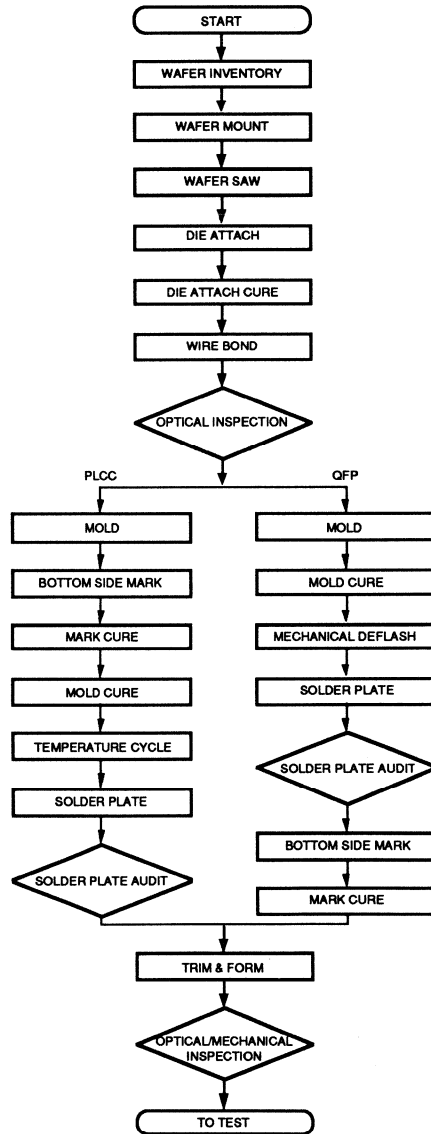 START
WAFER INVENTORY
WAFER MOUNT
WAFER SAW
DIE ATTACH
DIE ATTACH CURE
WIRE BOND
OPTICAL INSPECTION
PLCC
MOLD
BOTTOM SIDE MARK
MARK CURE
MOLD CURE
TEMPERATURE CYCLE
SOLDER PLATE
SOLDER PLATE AUDIT
QFP
MOLD
MOLD CURE
MECHANICAL DEFLASH
SOLDER PLATE
SOLDER PLATE AUDIT
BOTTOM SIDE MARK
MARK CURE
TRIM & FORM
OPTICAL/MECHANICAL
INSPECTION
TO TEST